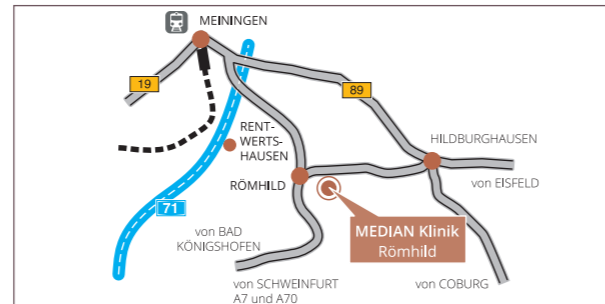 MEININGEN
19
89
RENT-
WERTS-
HAUSEN
HILDBURGHAUSEN
RÖMHILD
von EISFELD
71
MEDIAN Klinik
Römhild
von BAD
KÖNIGSHOFEN
von SCHWEINFURT
A7 und A70
von COBURG